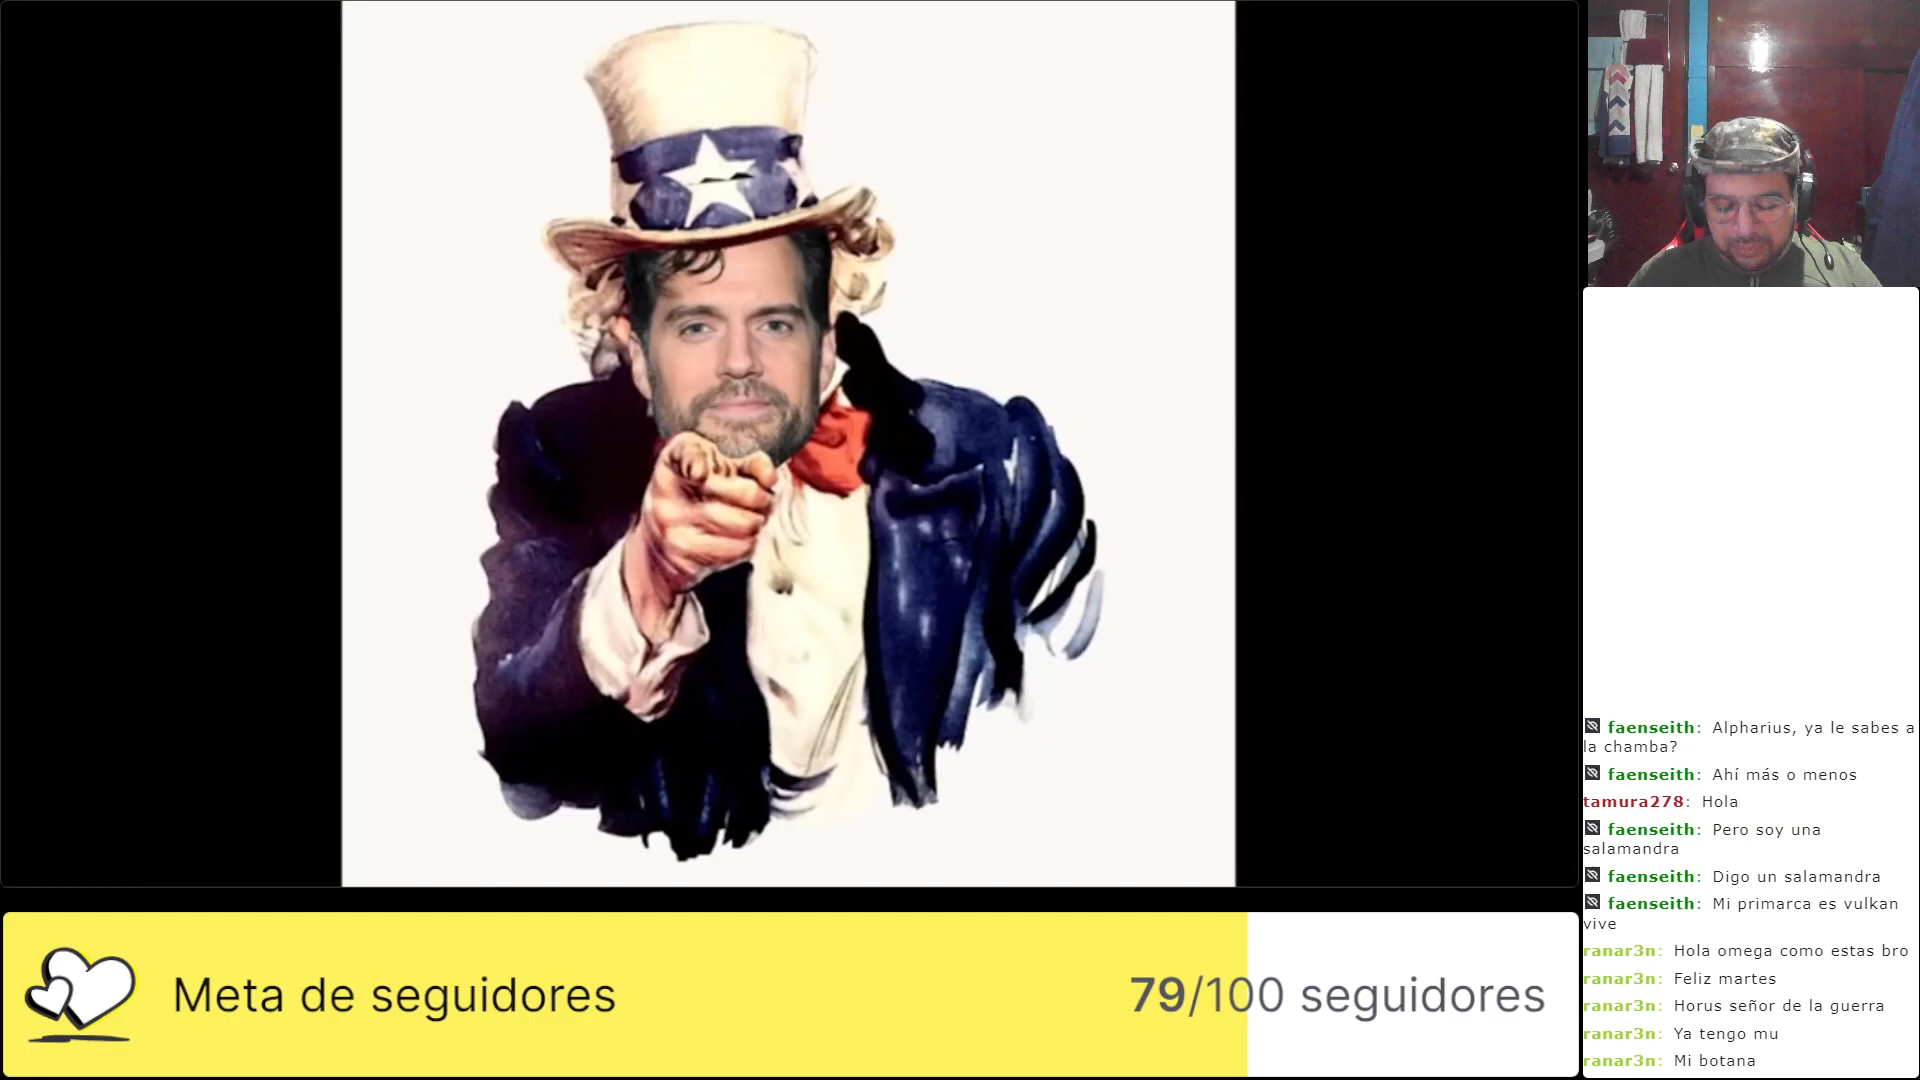 Meta de seguidores
79/100 seguidores
faenseith: Alpharius, ya le sabes a
la chamba?
faenseith: Ahí más o menos
tamura278: Hola
faenseith: Pero soy una
salamandra
faenseith: Digo un salamandra
faenseith: Mi primarca es vulkan
vive
ranar3n: Hola omega como estas bro
ranar3n: Feliz martes
ranar3n: Horus señor de la guerra
ranar3n: Ya tengo mu
ranar3n: Mi botana